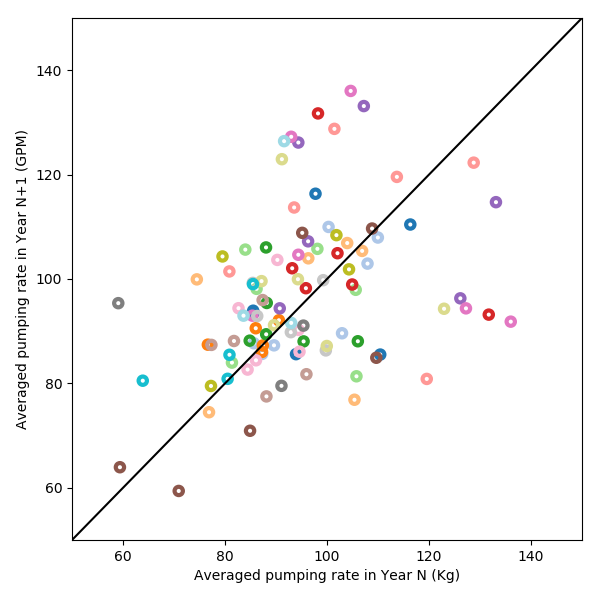 Averaged pumping rate in Year N+1 (GPM)
140
120
100
80
60
60 80 100 120 140
Averaged pumping rate in Year N (Kg)